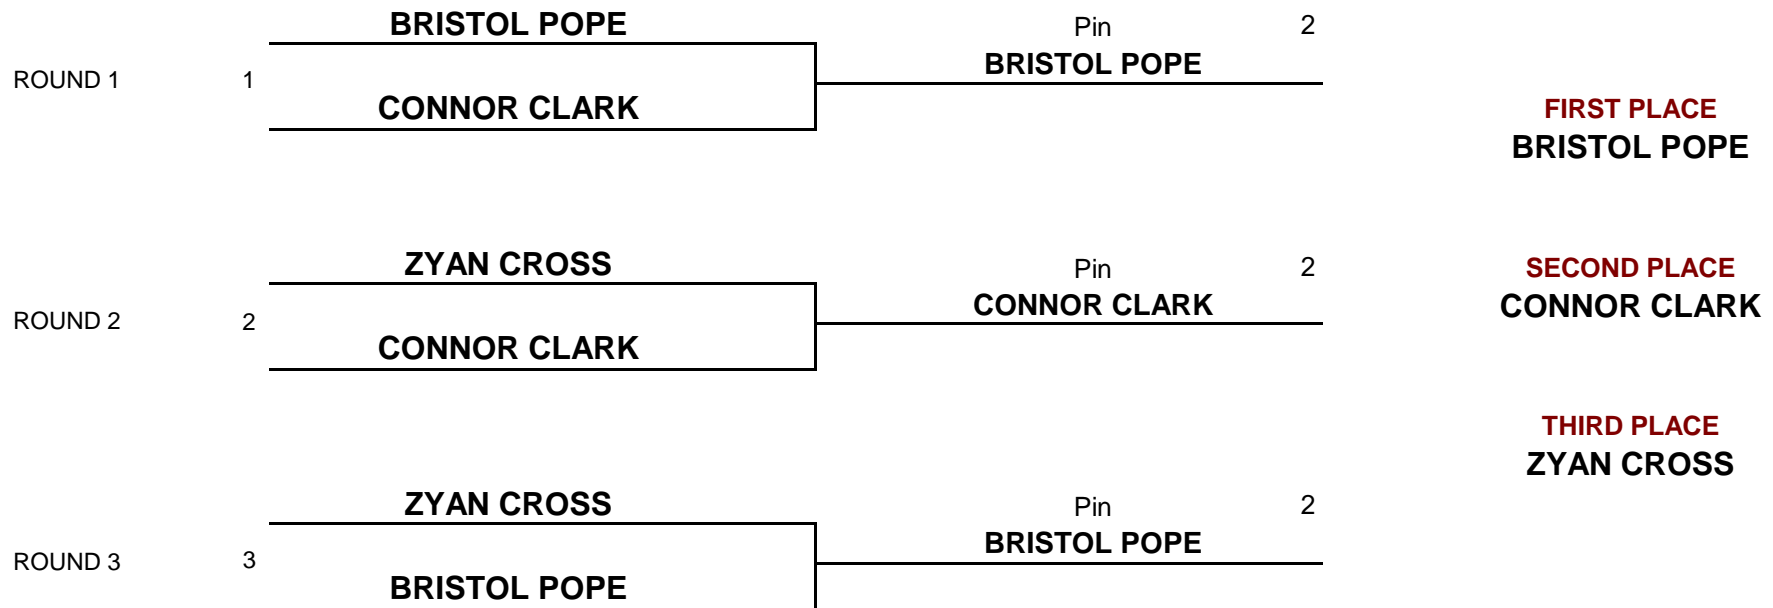 BRISTOL POPE
Pin 2
BRISTOL POPE
ROUND 1 1
CONNOR CLARK
FIRST PLACE
BRISTOL POPE
ZYAN CROSS
Pin 2
SECOND PLACE
CONNOR CLARK
CONNOR CLARK
ROUND 2 2
CONNOR CLARK
THIRD PLACE
ZYAN CROSS
ZYAN CROSS
Pin 2
BRISTOL POPE
ROUND 3 3
BRISTOL POPE